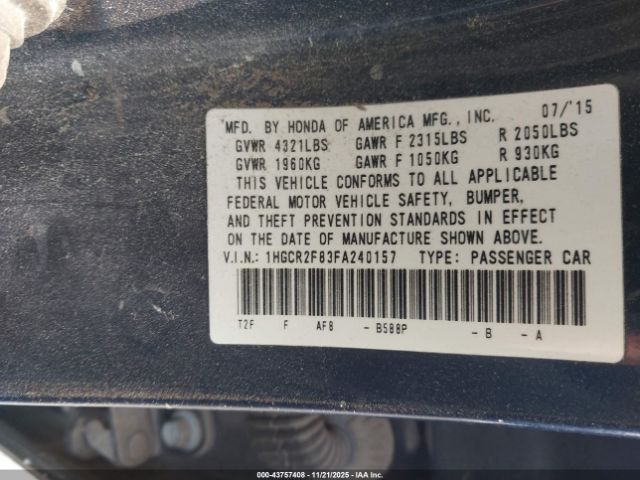 MFD. BY HONDA OF AMERICA MFG., INC. 07/'15
GVWR 4321LBS GAWR F 2315LBS R 2050LBS
GVWR 1960KG GAWR F 1050KG R 930KG
THIS VEHICLE CONFORMS TO ALL APPLICABLE
FEDERAL MOTOR VEHICLE SAFETY, BUMPER,
AND THEFT PREVENTION STANDARDS IN EFFECT
ON THE DATE OF MANUFACTURE SHOWN ABOVE.
V.I.N.: 1HGCR2F83FA240157 TYPE: PASSENGER CAR
T2F F AF8 - B588P - B - A
000-43757408 - 11/21/2025 - IAA Inc.